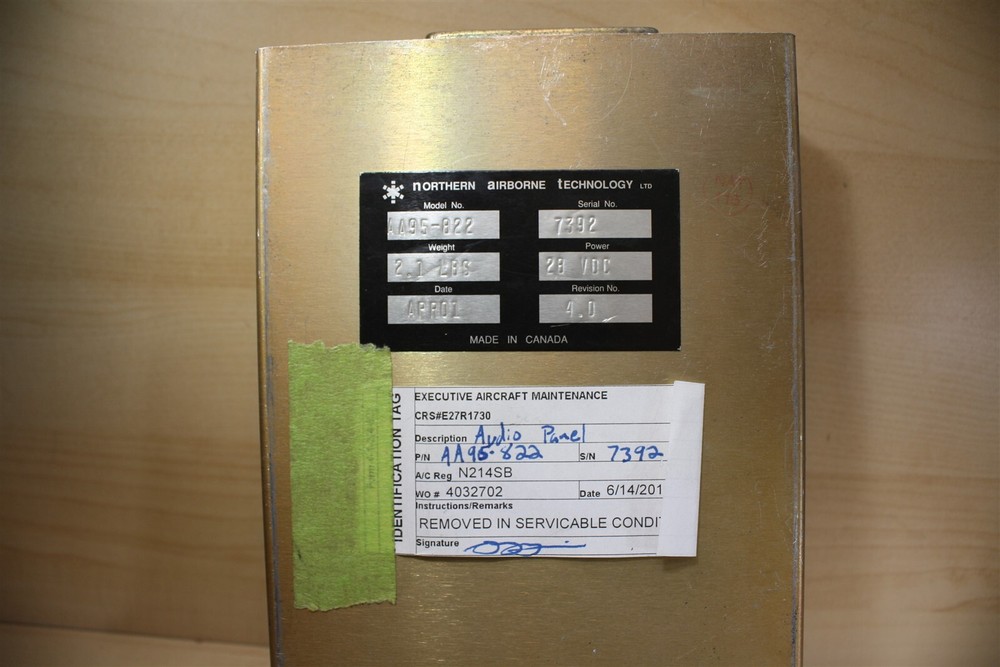 nORTHERN aIRBORNE tECHNOLOGY LTD
Model No. Serial No.
AA95-822 7392
Weight Power
2.1 LBS 28 VDC
Date Revision No.
APR01 4.0
MADE IN CANADA
IDENTIFICATION TAG
EXECUTIVE AIRCRAFT MAINTENANCE
CRS#E27R1730
Description Audio Panel
P/N AA95-822 S/N 7392
A/C Reg N214SB
WO # 4032702 Date 6/14/201
Instructions/Remarks
REMOVED IN SERVICABLE CONDI
Signature